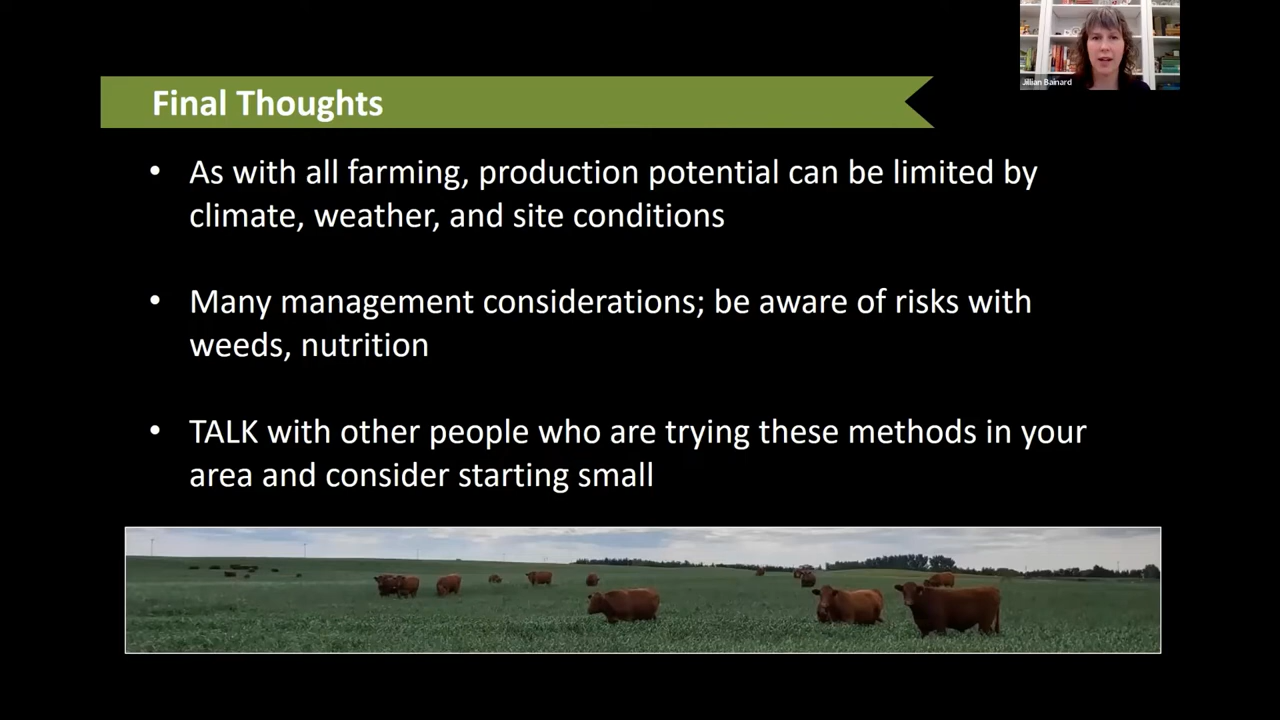 Jillian Bainard
Final Thoughts
• As with all farming, production potential can be limited by
climate, weather, and site conditions
• Many management considerations; be aware of risks with
weeds, nutrition
• TALK with other people who are trying these methods in your
area and consider starting small